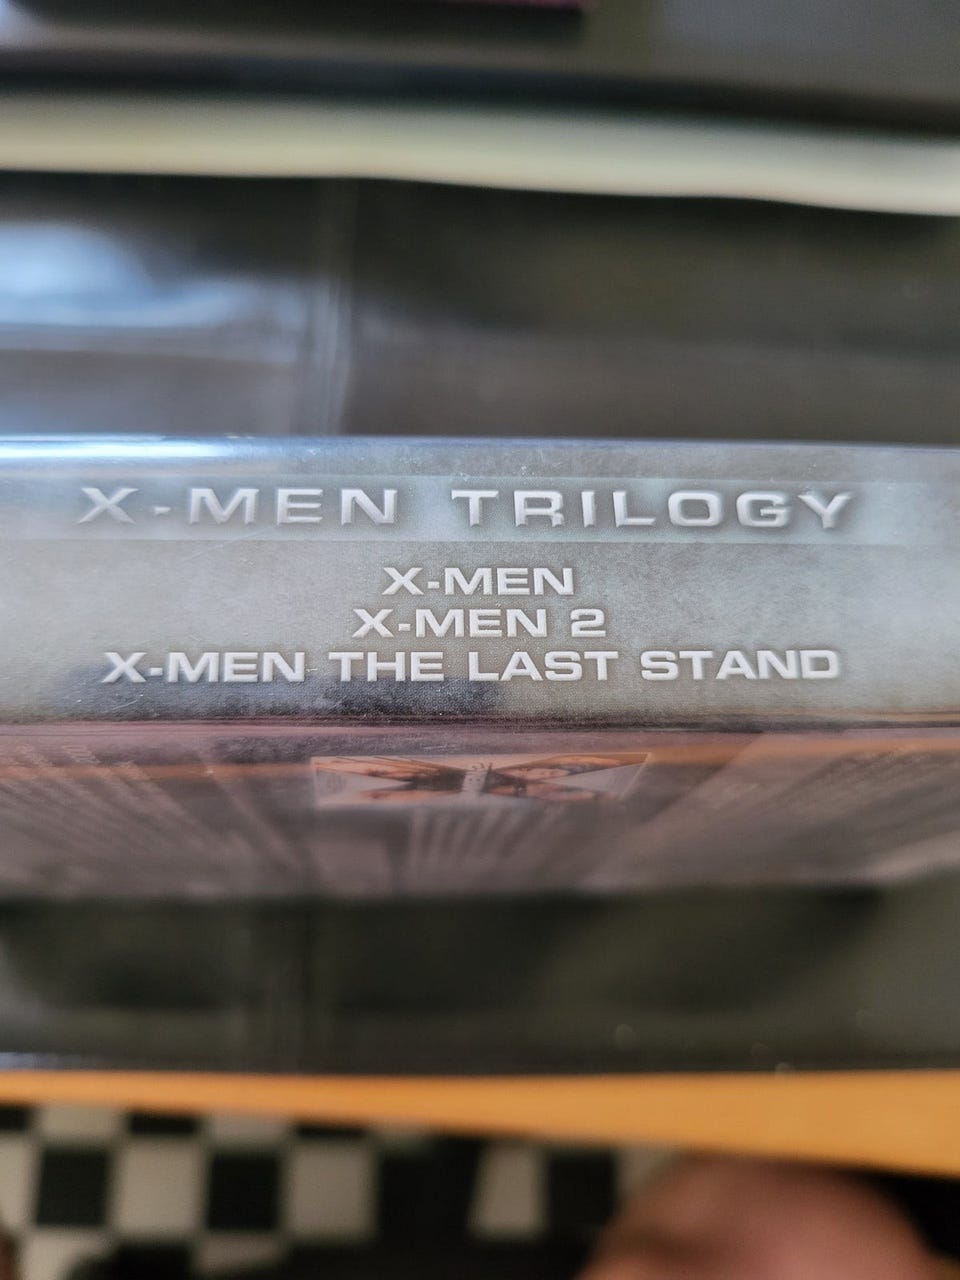 X-MEN TRILOGY
X-MEN
X-MEN 2
X-MEN THE LAST STAND